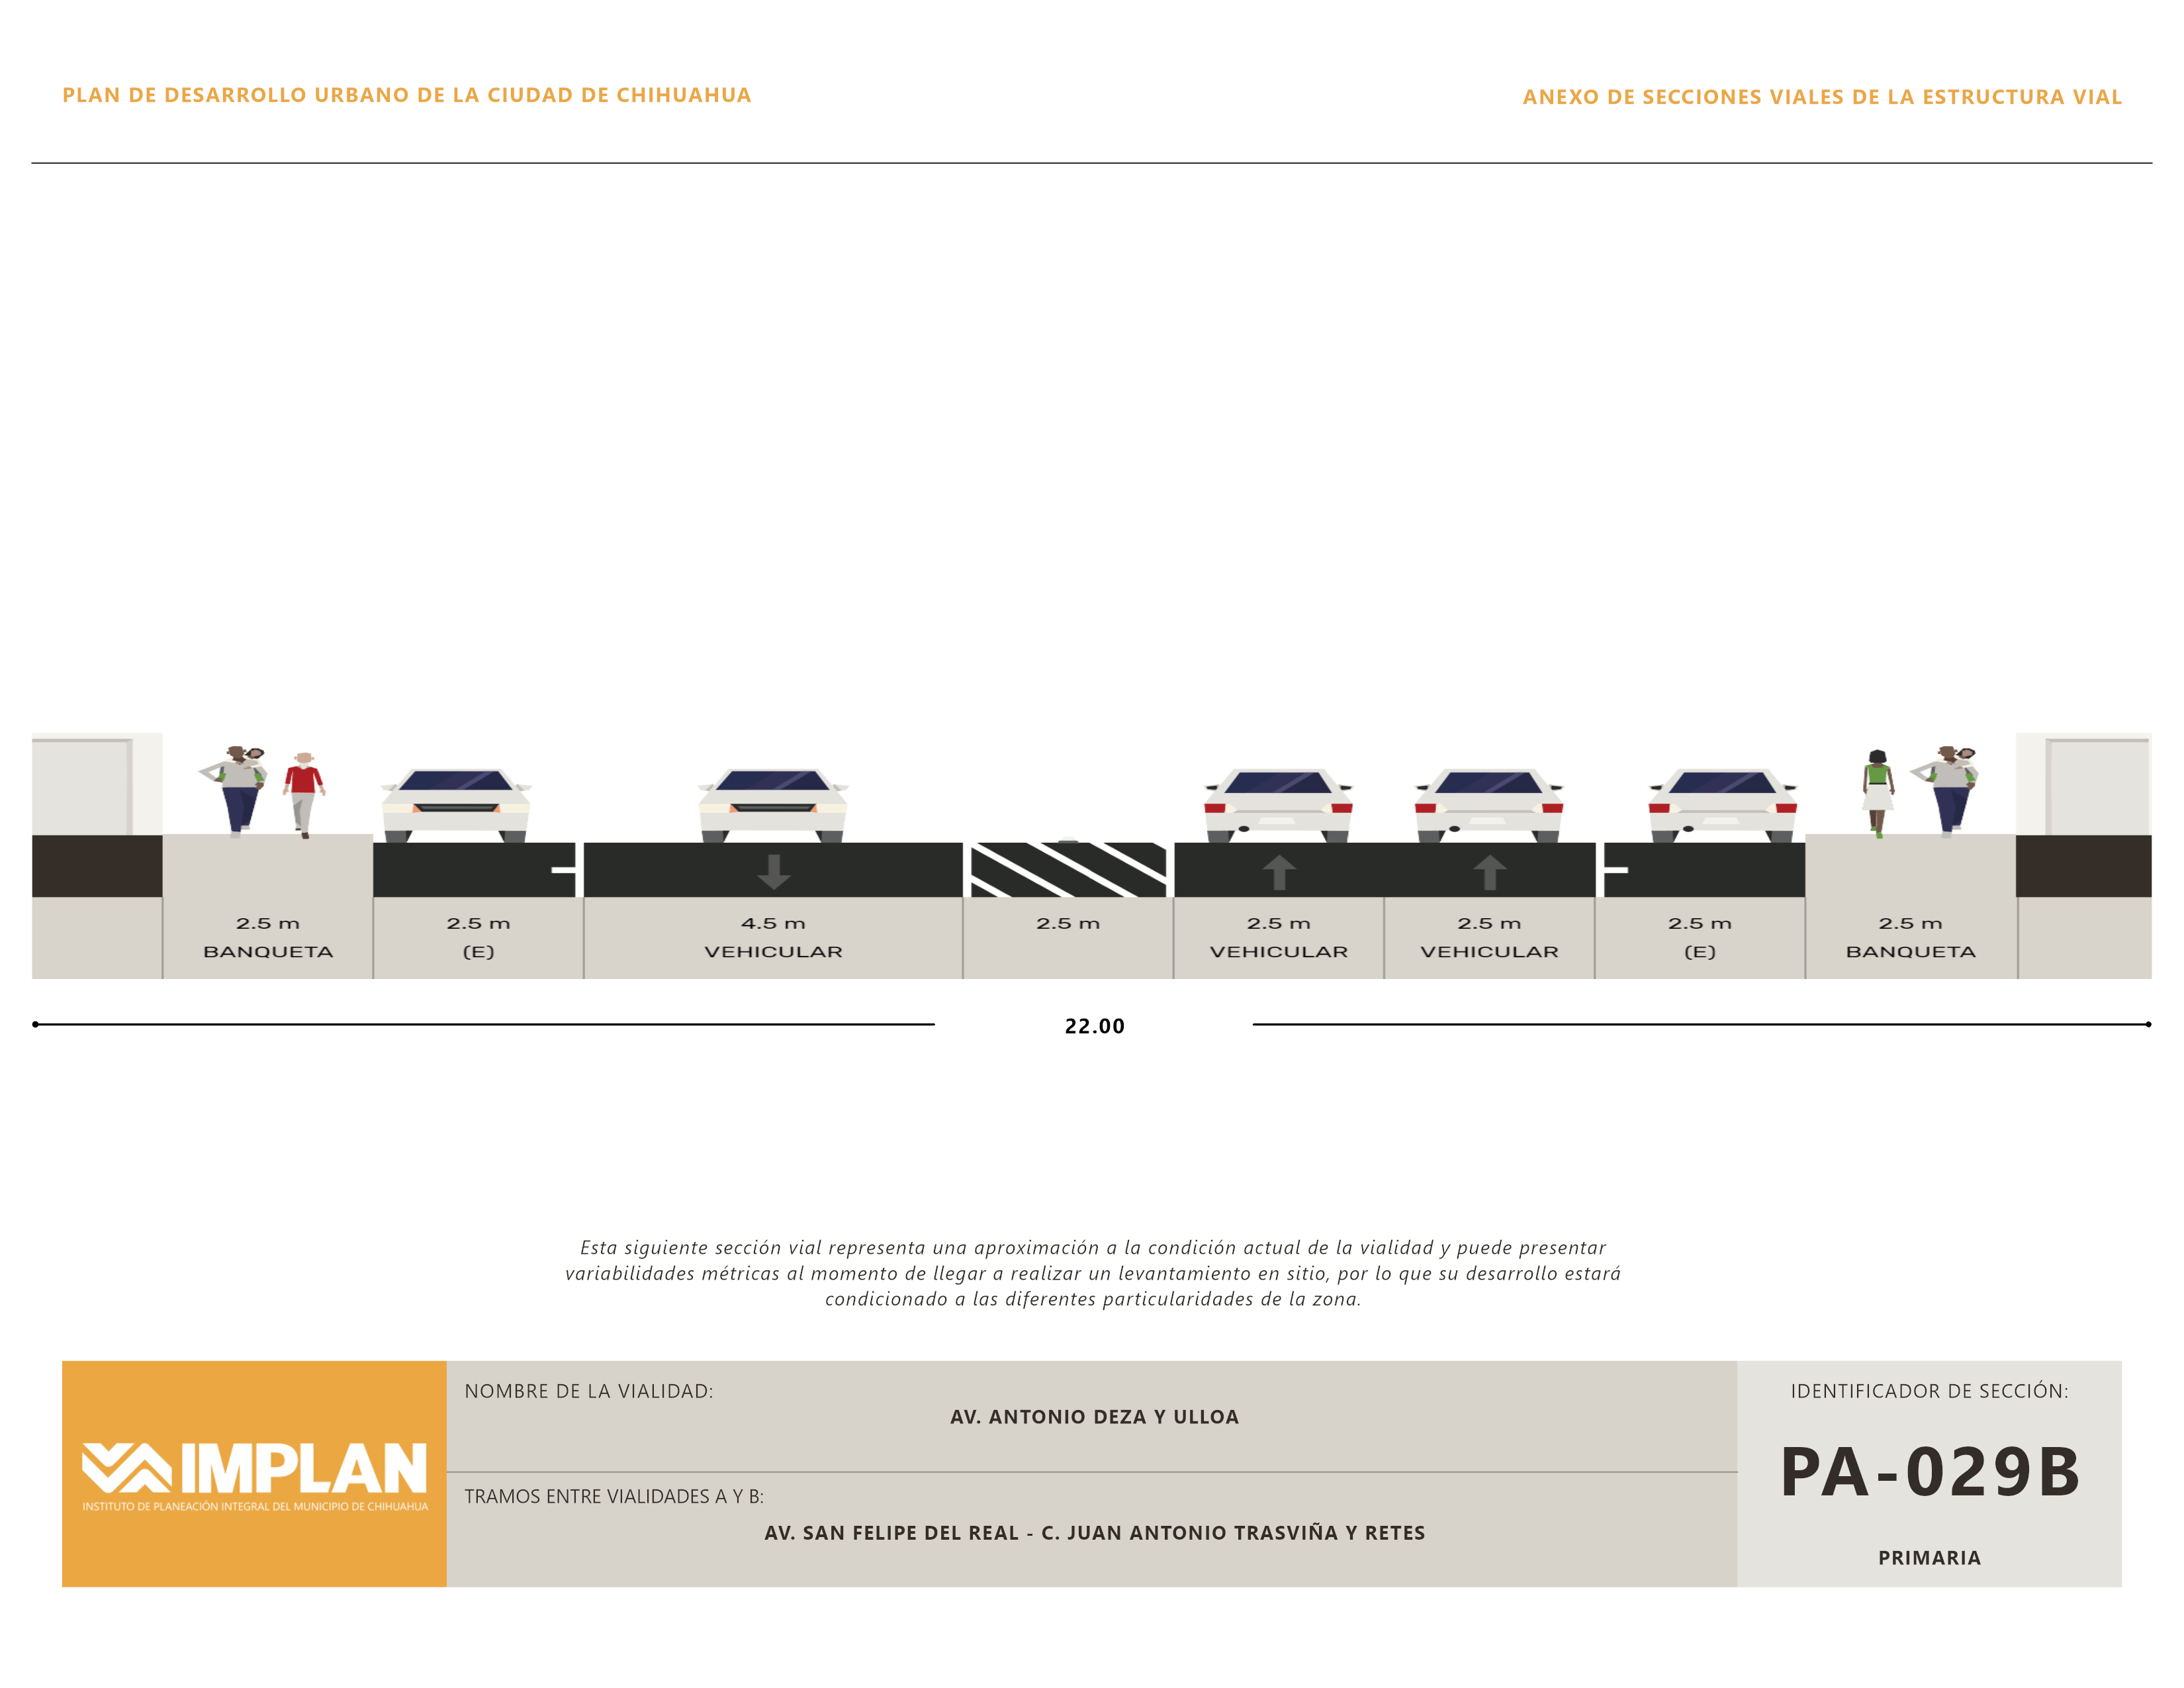 PLAN DE DESARROLLO URBANO DE LA CIUDAD DE CHIHUAHUA
ANEXO DE SECCIONES VIALES DE LA ESTRUCTURA VIAL
2.5 m 2.5 m 4.5 m 2.5 m 2.5 m 2.5 m 2.5 m 2.5 m
BANQUETA (E) VEHICULAR VEHICULAR VEHICULAR (E) BANQUETA
22.00
Esta siguiente sección vial representa una aproximación a la condición actual de la vialidad y puede presentar
variabilidades métricas al momento de llegar a realizar un levantamiento en sitio, por lo que su desarrollo estará
condicionado a las diferentes particularidades de la zona.
IMPLAN
INSTITUTO DE PLANEACIÓN INTEGRAL DEL MUNICIPIO DE CHIHUAHUA
NOMBRE DE LA VIALIDAD:
AV. ANTONIO DEZA Y ULLOA
TRAMOS ENTRE VIALIDADES A Y B:
AV. SAN FELIPE DEL REAL - C. JUAN ANTONIO TRASVIÑA Y RETES
IDENTIFICADOR DE SECCIÓN:
PA-029B
PRIMARIA